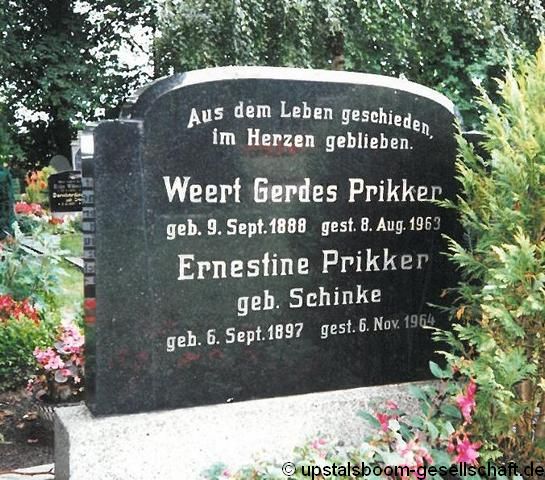 Aus dem Leben geschieden,
im Herzen geblieben.
Weert Gerdes Prikker
geb. 9. Sept. 1888 gest. 8. Aug. 1963
Ernestine Prikker
geb. Schinke
geb. 6. Sept. 1897 gest. 6. Nov. 1964
© upstalsboom-gesellschaft.de